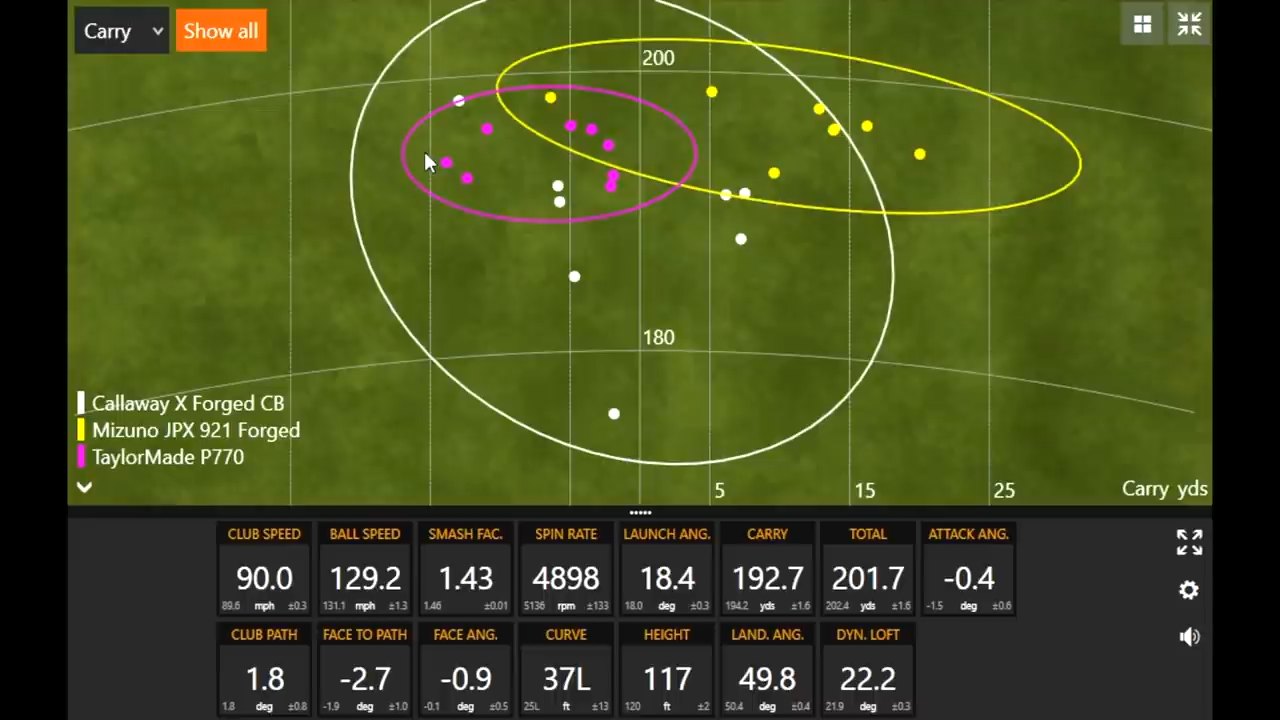 Carry
Show all
200
180
Callaway X Forged CB
Mizuno JPX 921 Forged
TaylorMade P770
5
15
25
Carry yds
CLUB SPEED
90.0
89.6 mph ±0.3
BALL SPEED
129.2
131.1 mph ±1.3
SMASH FAC.
1.43
1.46 ±0.01
SPIN RATE
4898
5136 rpm ±133
LAUNCH ANG.
18.4
18.0 deg ±0.3
CARRY
192.7
194.2 yds ±1.6
TOTAL
201.7
202.4 yds ±1.6
ATTACK ANG.
-0.4
-1.5 deg ±0.6
CLUB PATH
1.8
1.8 deg ±0.8
FACE TO PATH
-2.7
-1.9 deg ±1.0
FACE ANG.
-0.9
-0.1 deg ±0.5
CURVE
37L
25L ft ±13
HEIGHT
117
120 ft ±2
LAND. ANG.
49.8
50.4 deg ±0.4
DYN. LOFT
22.2
21.9 deg ±0.3